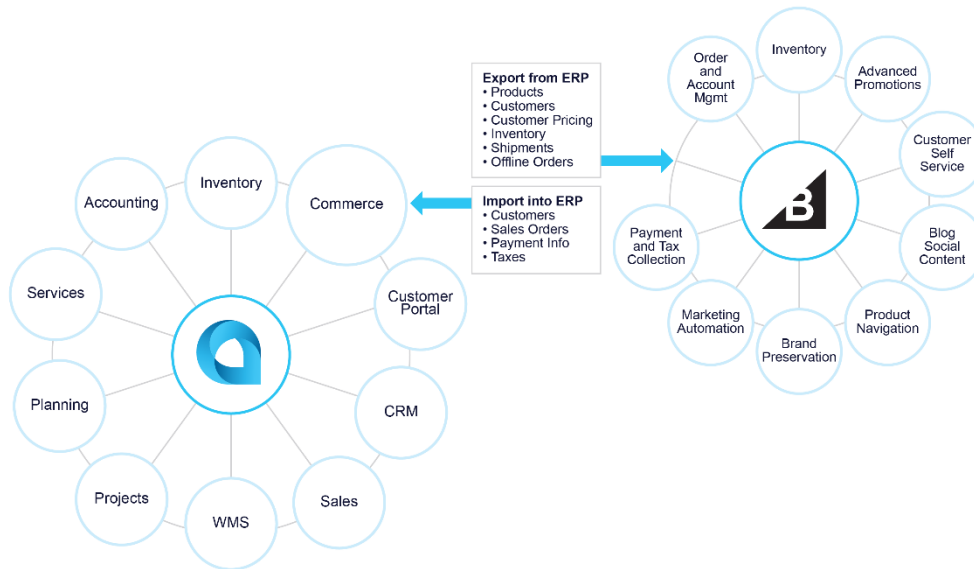 Export from ERP
• Products
• Customers
• Customer Pricing
• Inventory
• Shipments
• Offline Orders
Import into ERP
• Customers
• Sales Orders
• Payment Info
• Taxes
Inventory
Commerce
Customer
Portal
CRM
Sales
WMS
Projects
Planning
Services
Accounting
Order
and
Account
Mgmt
Inventory
Advanced
Promotions
Customer
Self
Service
Blog
Social
Content
Product
Navigation
Brand
Preservation
Marketing
Automation
Payment
and Tax
Collection
B